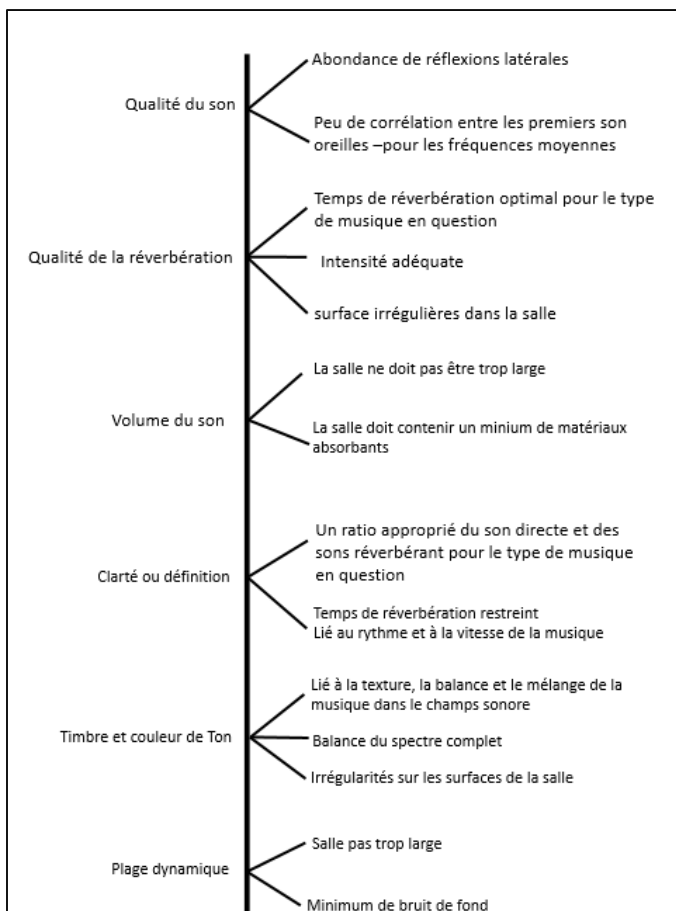 Abondance de réflexions latérales
Qualité du son
Peu de corrélation entre les premiers son
oreilles –pour les fréquences moyennes
Temps de réverbération optimal pour le type
de musique en question
Qualité de la réverbération
Intensité adéquate
surface irrégulières dans la salle
La salle ne doit pas être trop large
Volume du son
La salle doit contenir un minium de matériaux
absorbants
Un ratio approprié du son directe et des
sons réverbérant pour le type de musique
en question
Clarté ou définition
Temps de réverbération restreint
Lié au rythme et à la vitesse de la musique
Lié à la texture, la balance et le mélange de la
musique dans le champs sonore
Timbre et couleur de Ton
Balance du spectre complet
Irrégularités sur les surfaces de la salle
Salle pas trop large
Plage dynamique
Minimum de bruit de fond